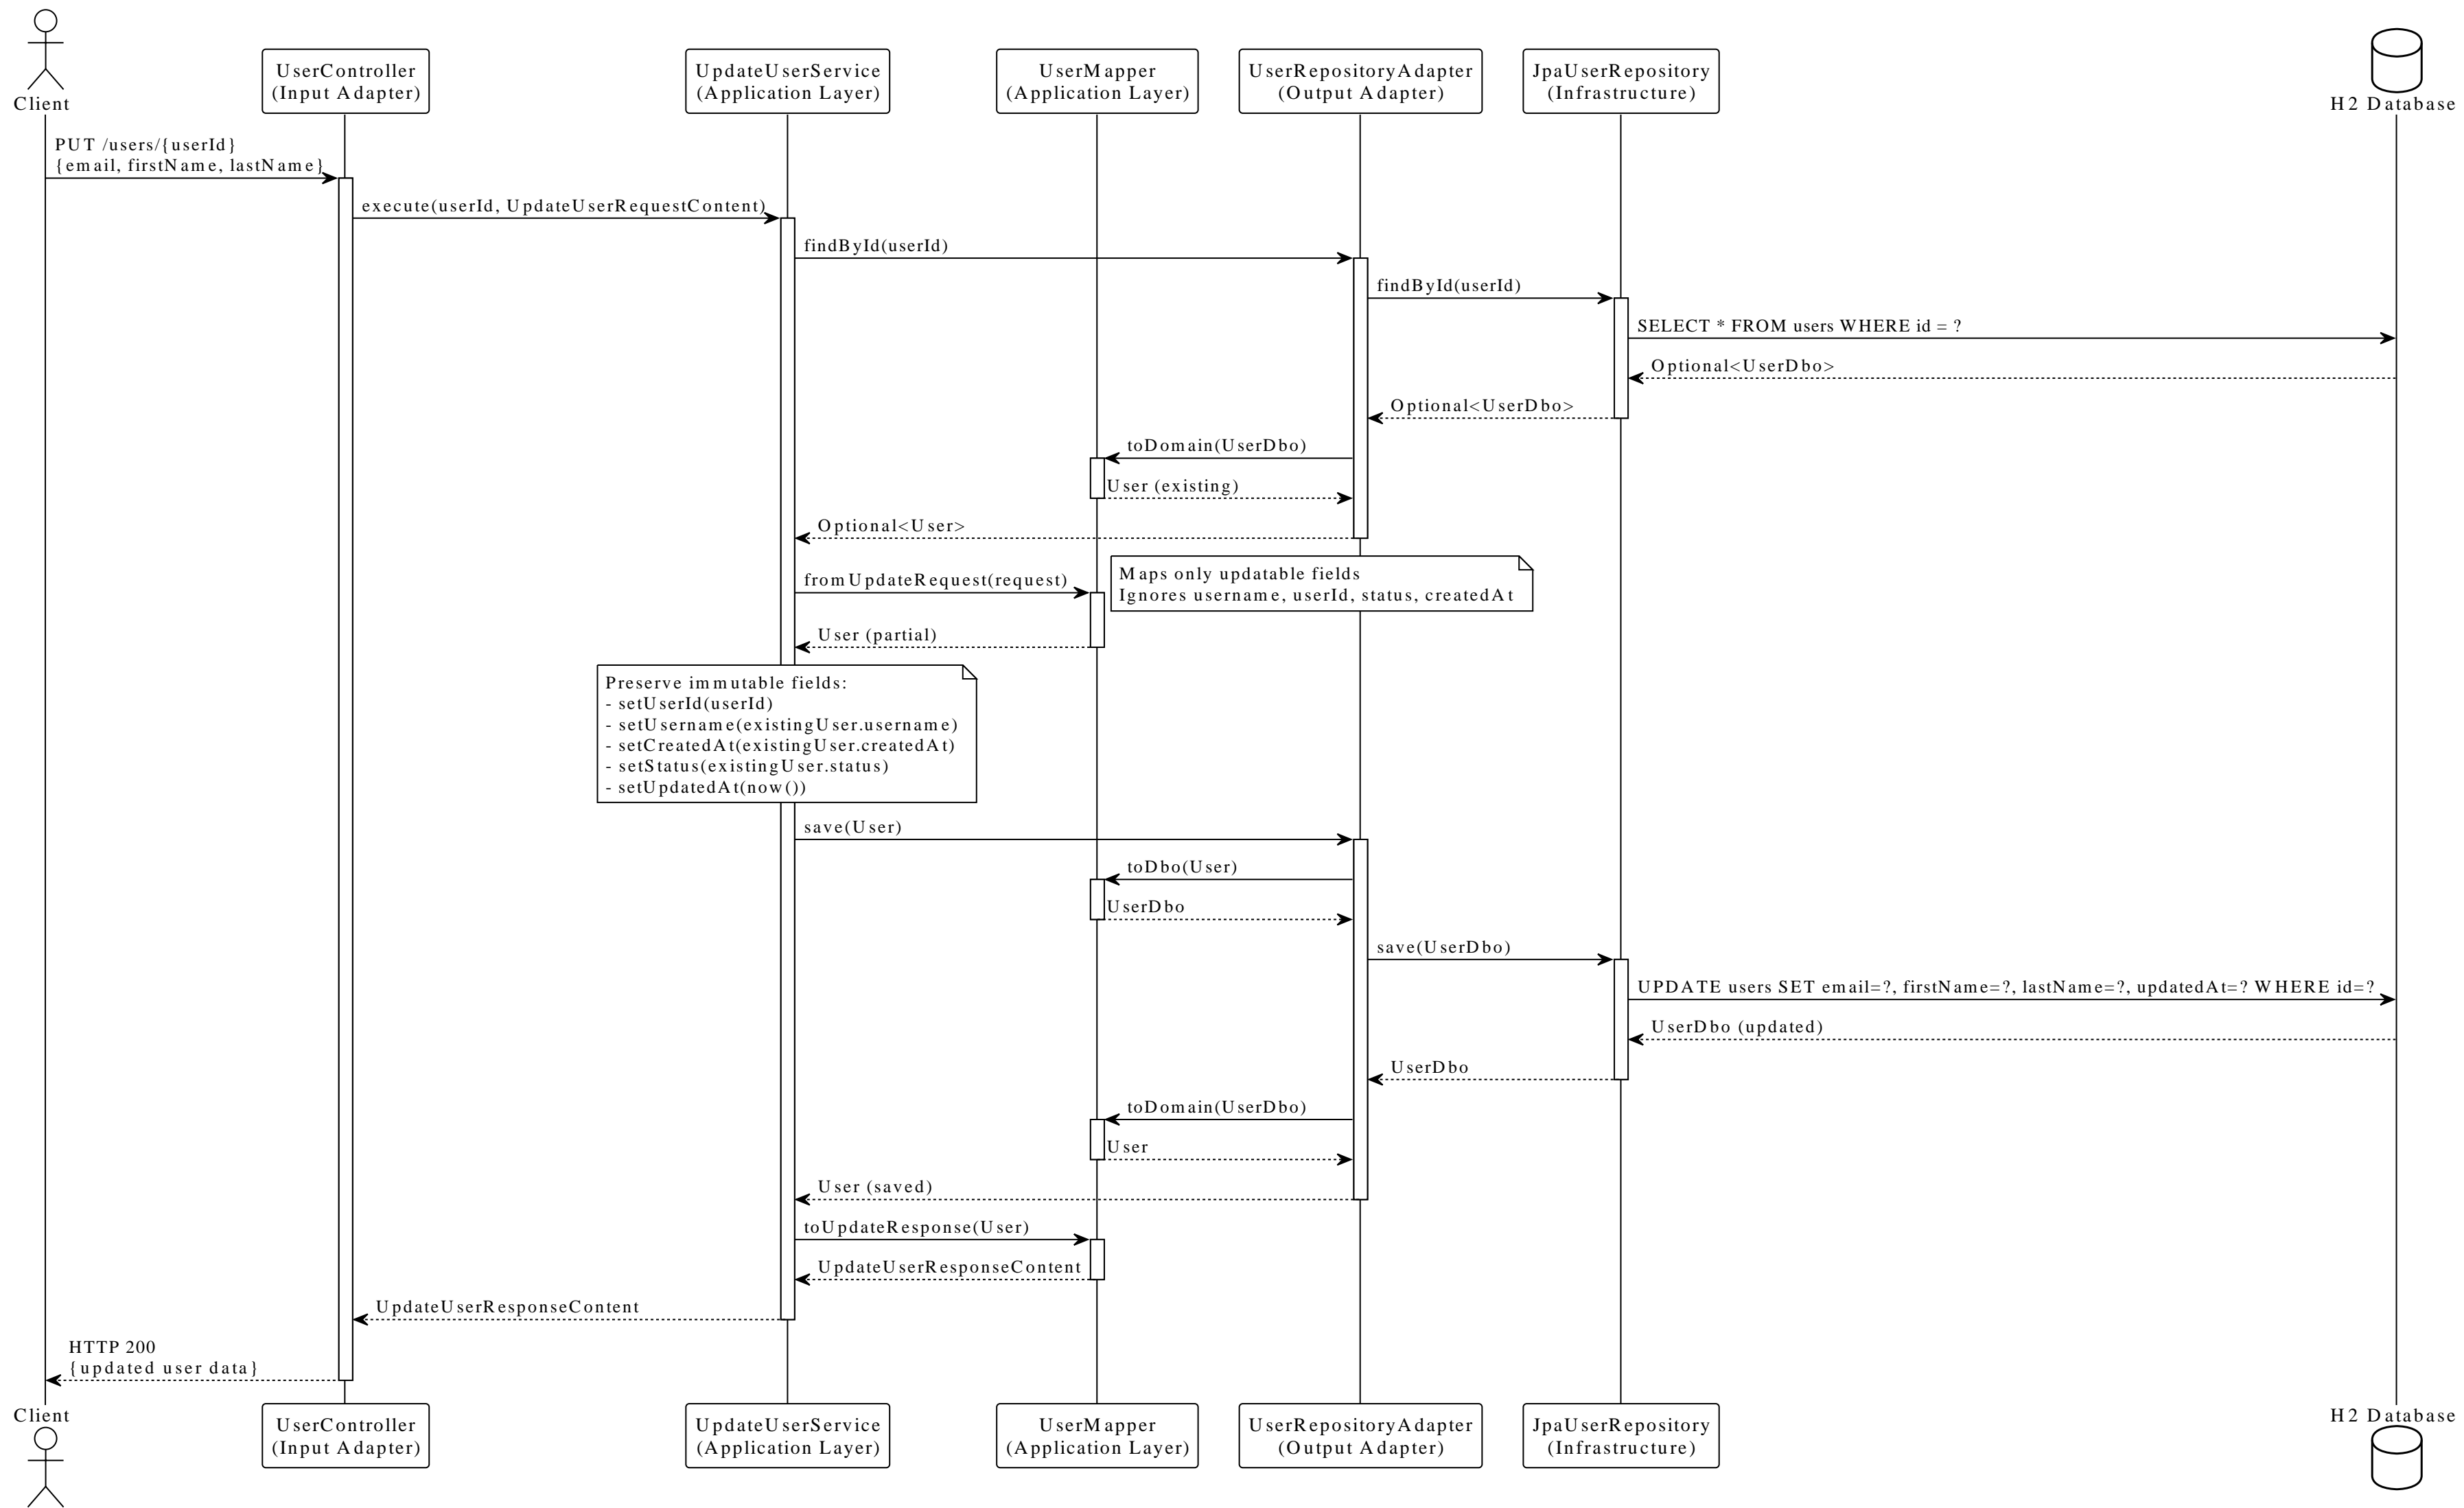 Client
UserController
(Input Adapter)
UpdateUserService
(Application Layer)
UserMapper
(Application Layer)
UserRepositoryAdapter
(Output Adapter)
JpaUserRepository
(Infrastructure)
H2 Database
PUT /users/{userId}
{email, firstName, lastName}
execute(userId, UpdateUserRequestContent)
findById(userId)
findById(userId)
SELECT * FROM users WHERE id = ?
Optional<UserDbo>
Optional<UserDbo>
toDomain(UserDbo)
User (existing)
Optional<User>
fromUpdateRequest(request)
Maps only updatable fields
Ignores username, userId, status, createdAt
User (partial)
Preserve immutable fields:
- setUserId(userId)
- setUsername(existingUser.username)
- setCreatedAt(existingUser.createdAt)
- setStatus(existingUser.status)
- setUpdatedAt(now())
save(User)
toDbo(User)
UserDbo
save(UserDbo)
UPDATE users SET email=?, firstName=?, lastName=?, updatedAt=? WHERE id=?
UserDbo (updated)
UserDbo
toDomain(UserDbo)
User
User (saved)
toUpdateResponse(User)
UpdateUserResponseContent
UpdateUserResponseContent
HTTP 200
{updated user data}
Client
UserController
(Input Adapter)
UpdateUserService
(Application Layer)
UserMapper
(Application Layer)
UserRepositoryAdapter
(Output Adapter)
JpaUserRepository
(Infrastructure)
H2 Database